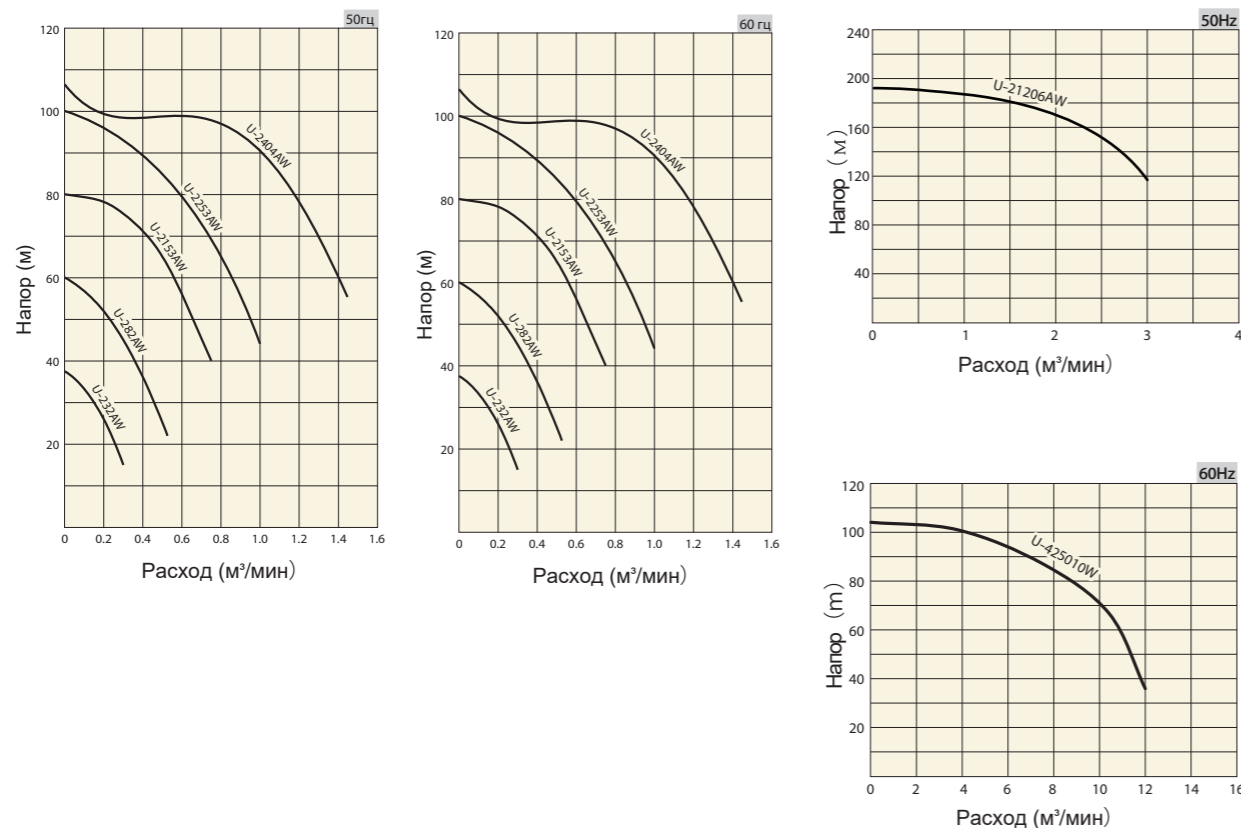 50гц
120
100
80
60
40
20
Напор (м)
U-2404AW
U-2253AW
U-2153AW
U-282AW
U-232AW
0 0.2 0.4 0.6 0.8 1.0 1.2 1.4 1.6
Расход (м³/мин)
60 гц
120
100
80
60
40
20
Напор (м)
U-2404AW
U-2253AW
U-2153AW
U-282AW
U-232AW
0 0.2 0.4 0.6 0.8 1.0 1.2 1.4 1.6
Расход (м³/мин)
50Hz
240
200
160
120
80
40
Напор (м)
U-21206AW
0 1 2 3 4
Расход (м³/мин)
60Hz
120
100
80
60
40
20
Напор (m)
U-425010W
0 2 4 6 8 10 12 14 16
Расход (м³/мин)